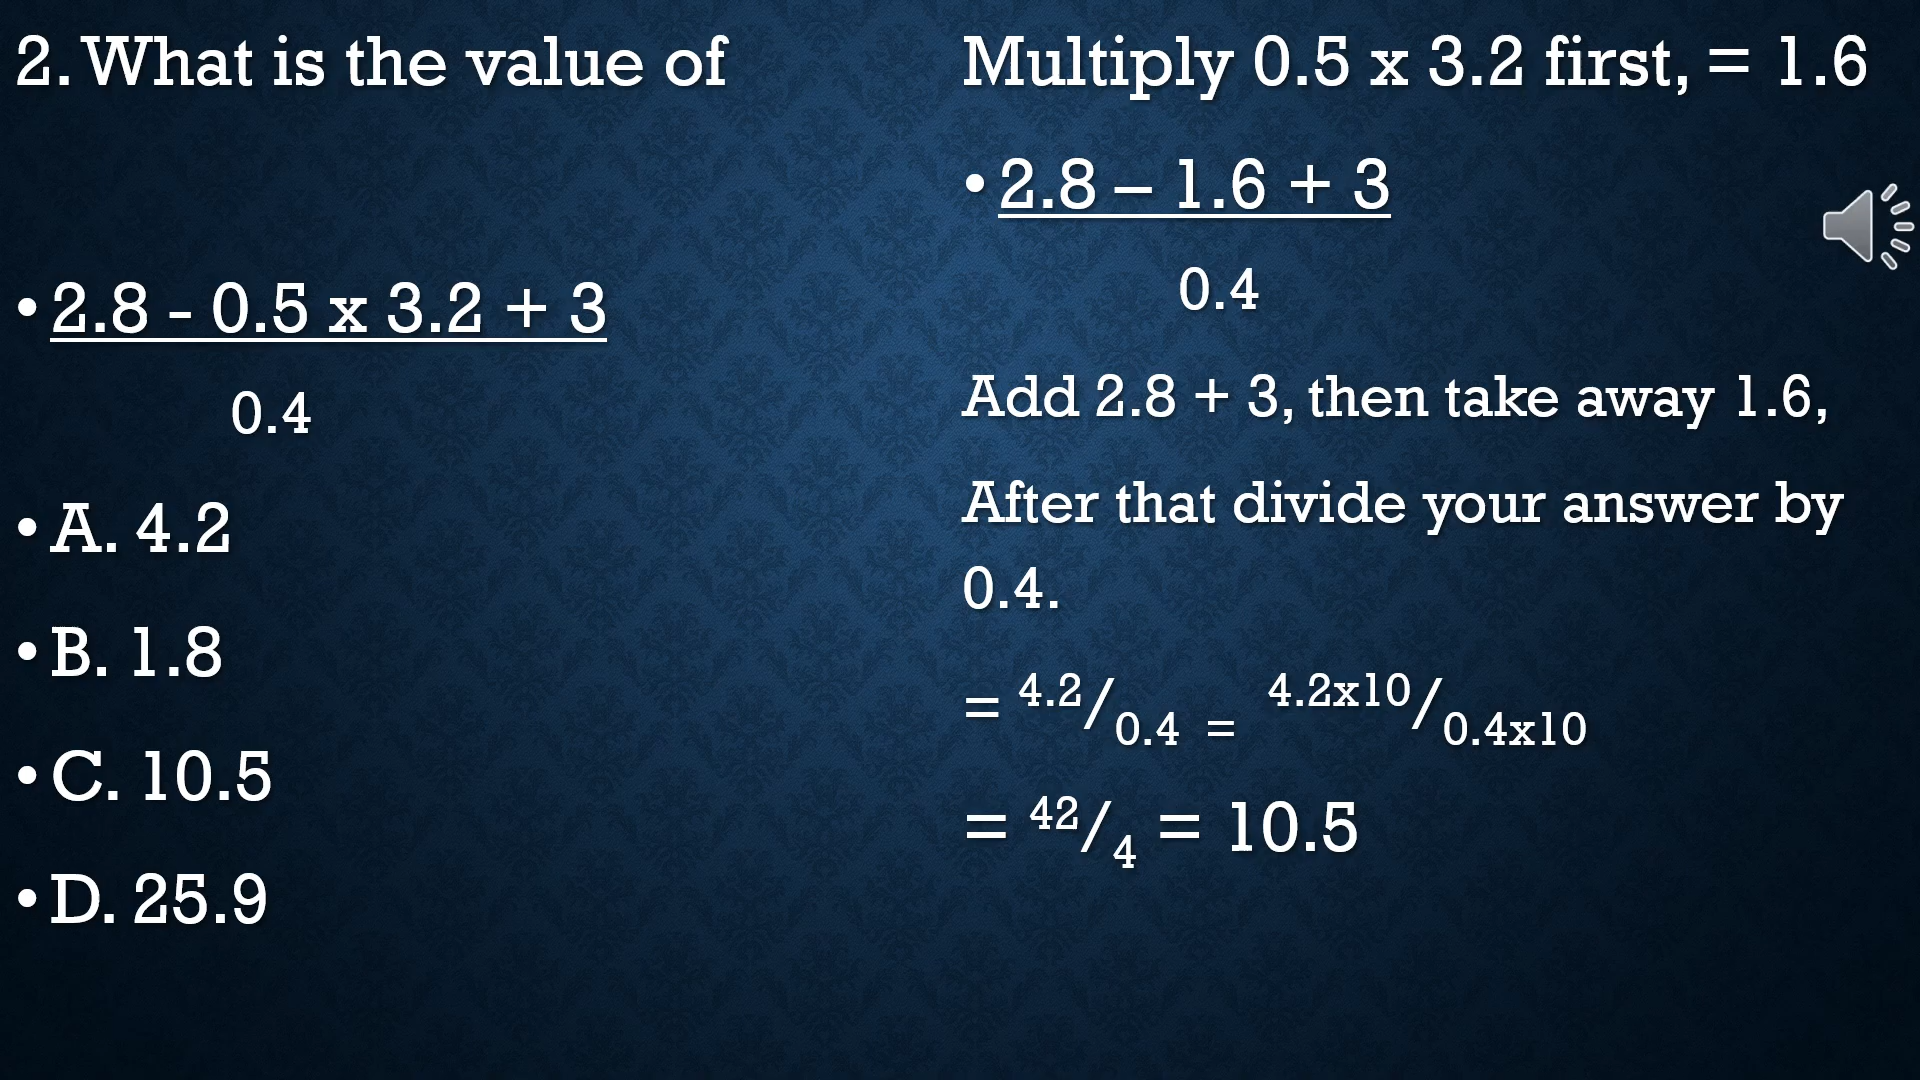 2. What is the value of
• 2.8 - 0.5 x 3.2 + 3
0.4
• A. 4.2
• B. 1.8
• C. 10.5
• D. 25.9
Multiply 0.5 x 3.2 first, = 1.6
• 2.8 – 1.6 + 3
0.4
Add 2.8 + 3, then take away 1.6,
After that divide your answer by
0.4.
= 4.2/0.4 = 4.2x10/0.4x10
= 42/4 = 10.5